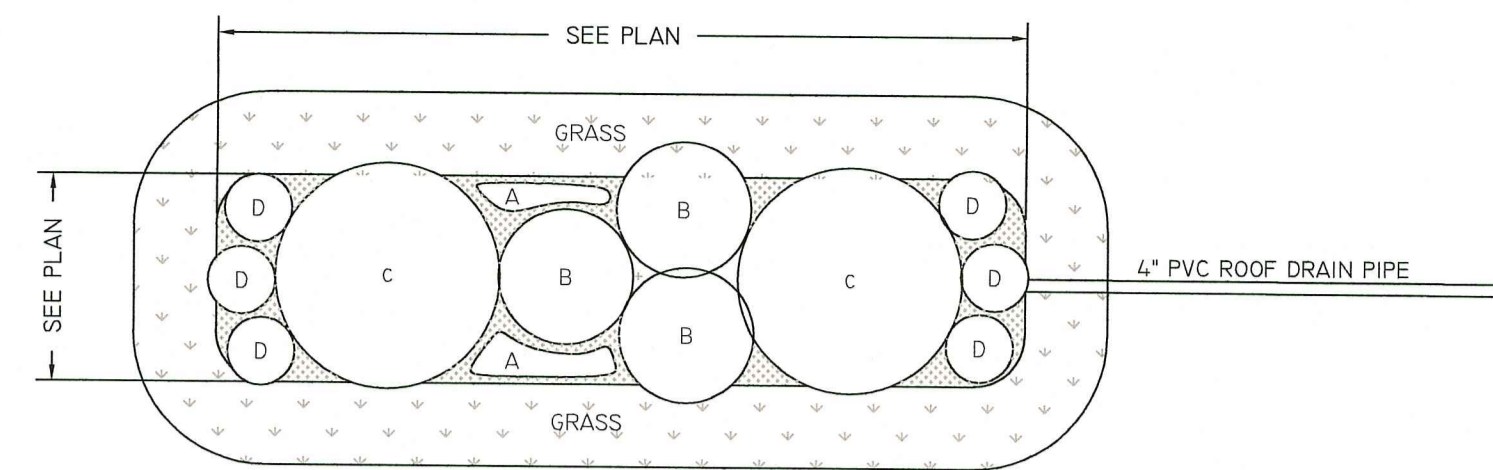 SEE PLAN
GRASS
A
D
B
D
SEE PLAN
D
C
B
C
D
4" PVC ROOF DRAIN PIPE
B
D
A
D
GRASS